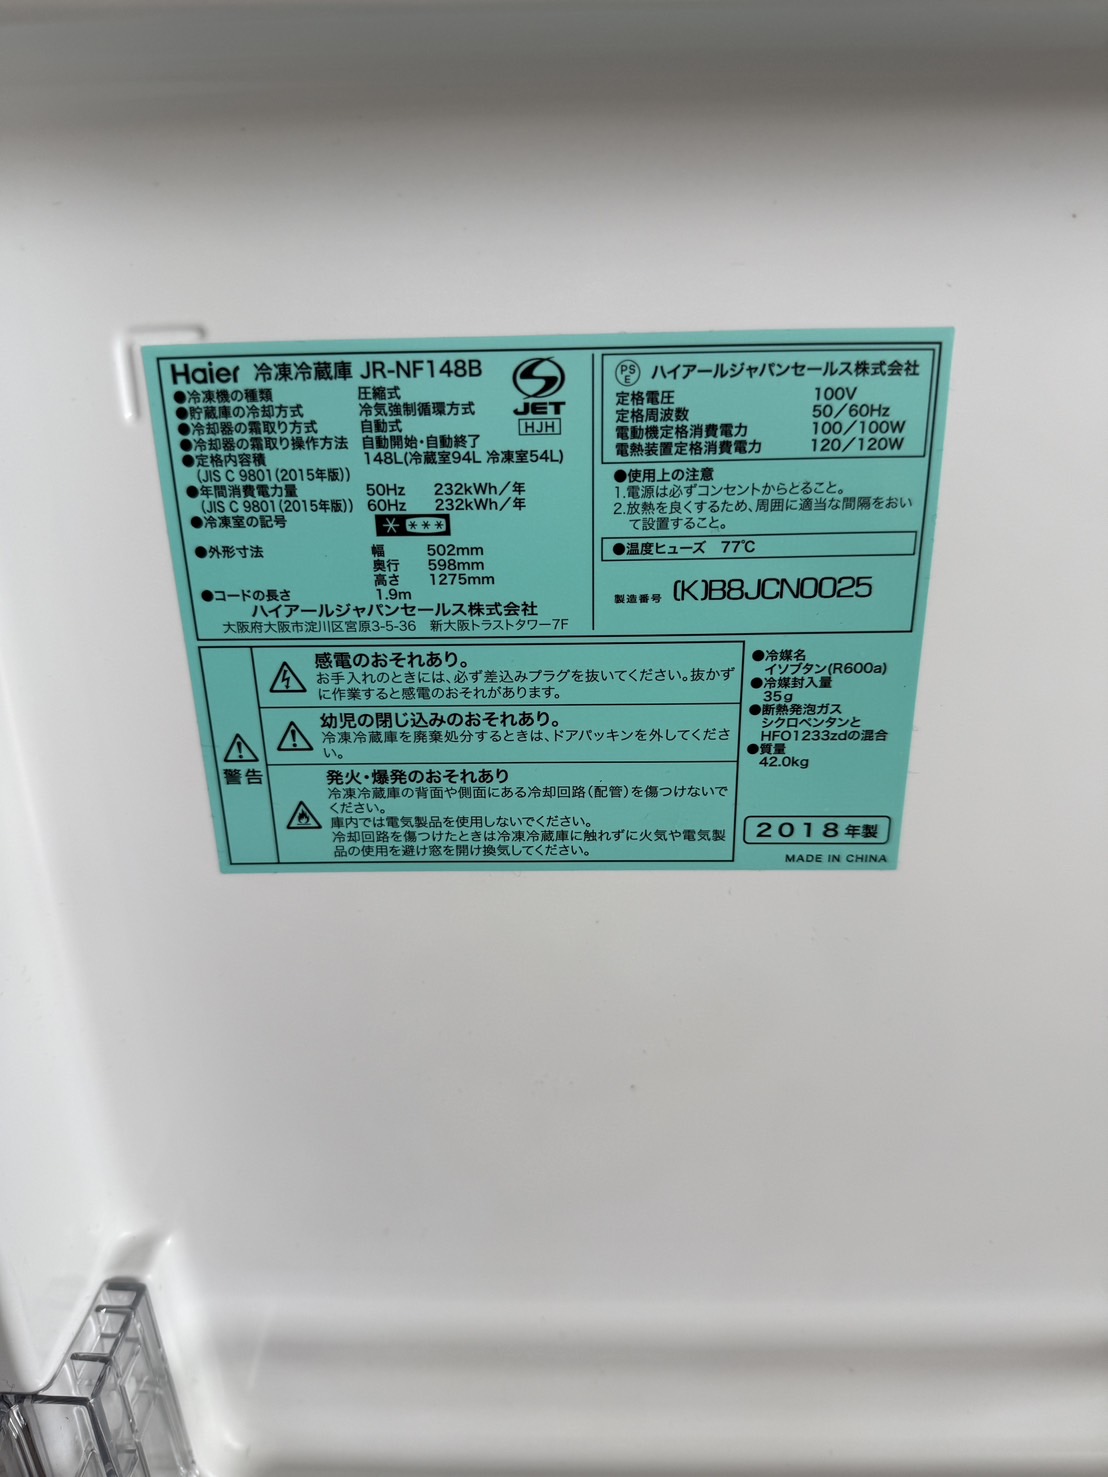 Haier 冷凍冷蔵庫 JR-NF148B
●冷凍機の種類 圧縮式
●貯蔵庫の冷却方式 冷気強制循環方式
●冷却器の霜取り方式 自動式
●冷却器の霜取り操作方法 自動開始・自動終了
●定格内容積 148L(冷蔵室94L 冷凍室54L)
(JIS C 9801(2015年版))
●年間消費電力量 50Hz 232kWh/年
(JIS C 9801(2015年版)) 60Hz 232kWh/年
●冷凍室の記号
●外形寸法 幅 502mm
奥行 598mm
高さ 1275mm
●コードの長さ 1.9m
ハイアールジャパンセールス株式会社
大阪府大阪市淀川区宮原3-5-36 新大阪トラストタワー7F
JET
HJH
PS
E
ハイアールジャパンセールス株式会社
定格電圧 100V
定格周波数 50/60Hz
電動機定格消費電力 100/100W
電熱装置定格消費電力 120/120W
●使用上の注意
1.電源は必ずコンセントからとること。
2.放熱を良くするため、周囲に適当な間隔をおい
て設置すること。
●温度ヒューズ 77℃
製造番号 (K)B8JCN0025
警告
感電のおそれあり。
お手入れのときには、必ず差込みプラグを抜いてください。抜かず
に作業すると感電のおそれがあります。
幼児の閉じ込みのおそれあり。
冷凍冷蔵庫を廃棄処分するときは、ドアパッキンを外してくださ
い。
発火・爆発のおそれあり
冷凍冷蔵庫の背面や側面にある冷却回路(配管)を傷つけないで
ください。
庫内では電気製品を使用しないでください。
冷却回路を傷つけたときは冷凍冷蔵庫に触れずに火気や電気製
品の使用を避け窓を開け換気してください。
●冷媒名
イソブタン(R600a)
●冷媒封入量
35g
●断熱発泡ガス
シクロペンタンと
HFO1233zdの混合
●質量
42.0kg
2018年製
MADE IN CHINA